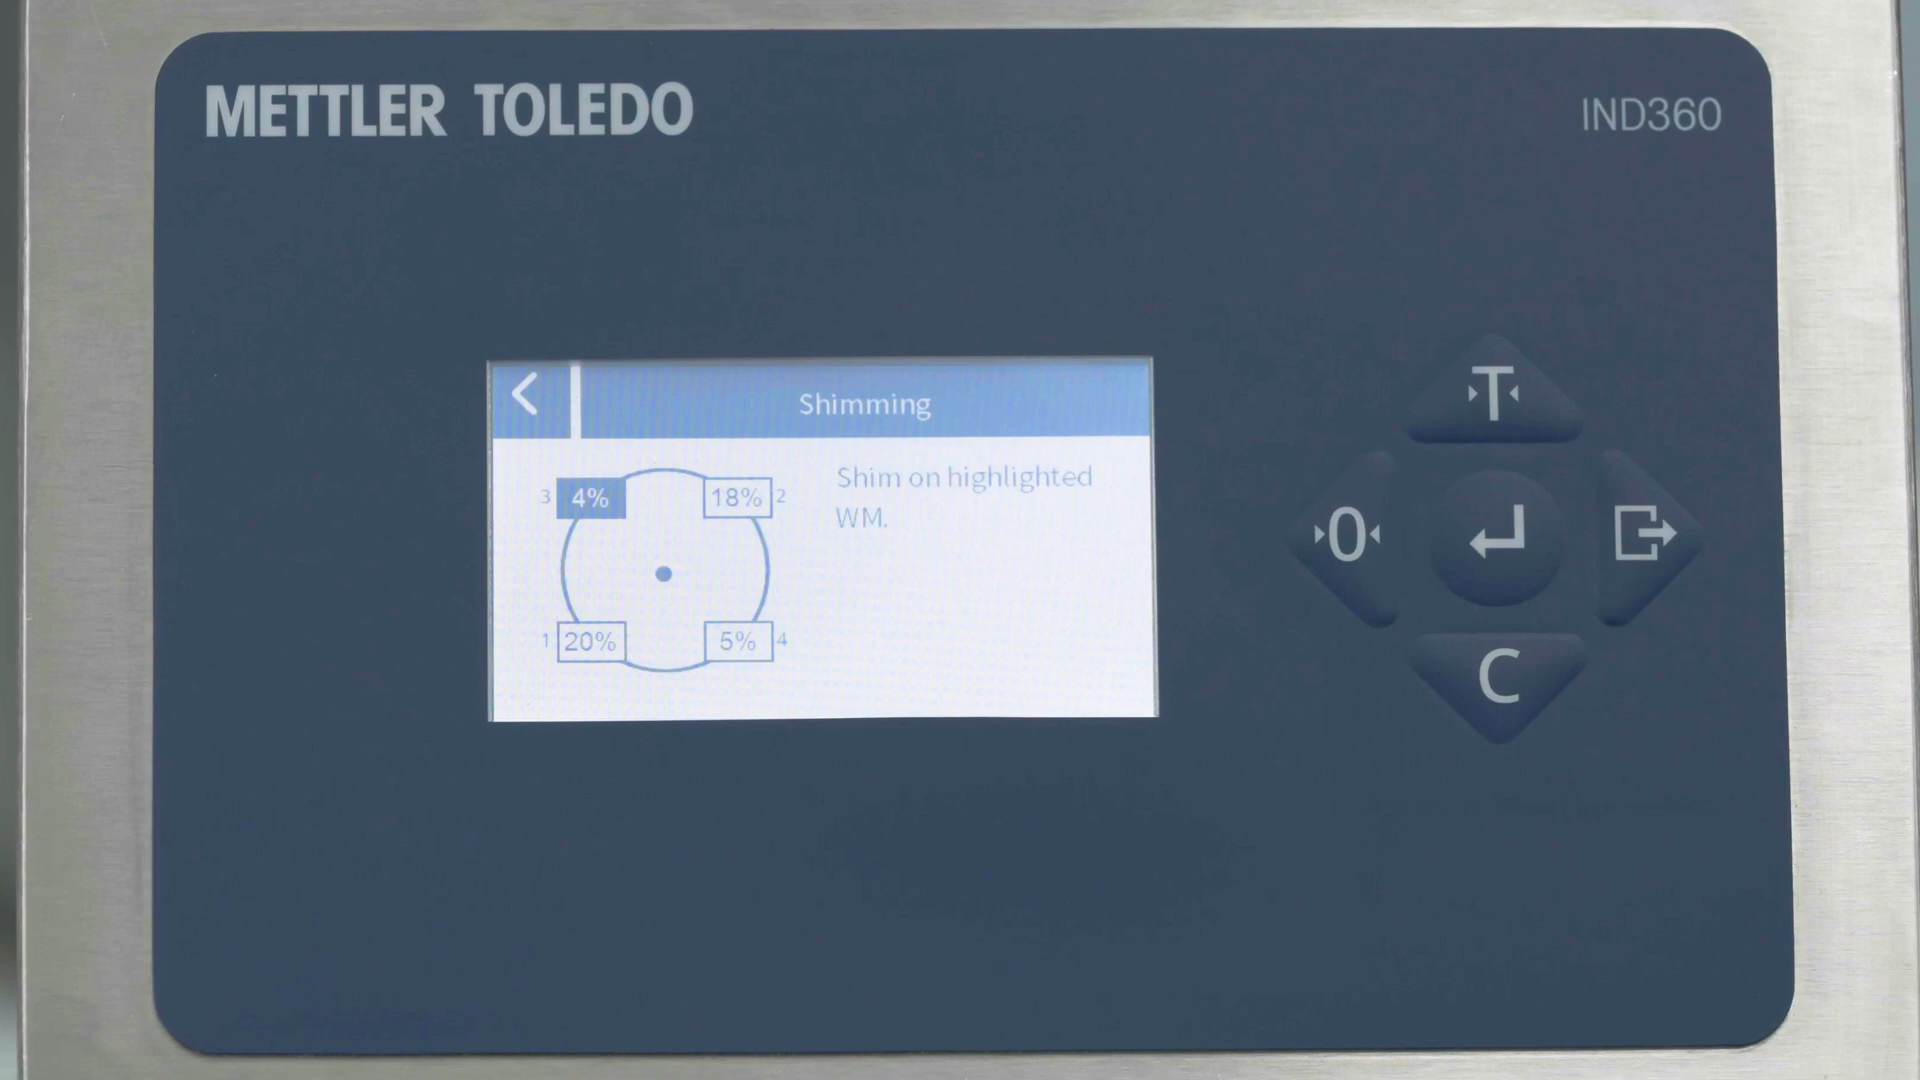 METTLER TOLEDO
IND360
Shimming
3 4% 18% 2
Shim on highlighted
WM.
1 20% 5% 4
T
0
C